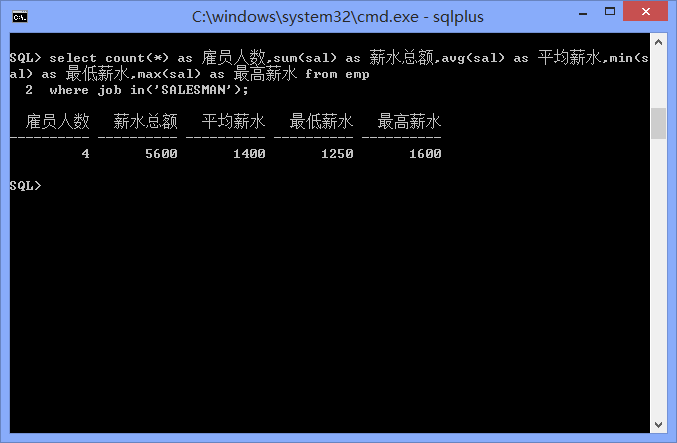 C:\windows\system32\cmd.exe - sqlplus
SQL> select count(*) as 雇员人数,sum(sal) as 薪水总额,avg(sal) as 平均薪水,min(s
al) as 最低薪水,max(sal) as 最高薪水 from emp
  2  where job in('SALESMAN');
雇员人数 薪水总额 平均薪水 最低薪水 最高薪水
---------- ---------- ---------- ---------- ----------
4 5600 1400 1250 1600
SQL>